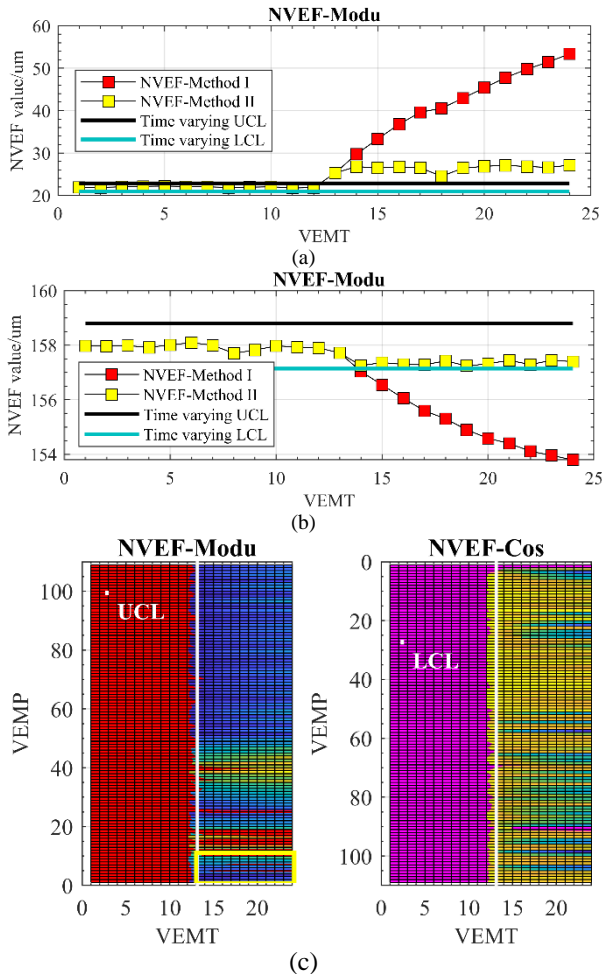 NVEF-Modu
60
50
40
30
20
NVEF value/um
NVEF-Method I
NVEF-Method II
Time varying UCL
Time varying LCL
0 5 10 15 20 25
VEMT
(a)
NVEF-Modu
160
158
156
154
NVEF value/um
NVEF-Method I
NVEF-Method II
Time varying UCL
Time varying LCL
0 5 10 15 20 25
VEMT
(b)
NVEF-Modu
100
80
60
40
20
0
VEMP
UCL
0 10 20
VEMT
NVEF-Cos
0
20
40
60
80
100
VEMP
LCL
0 10 20
VEMT
(c)